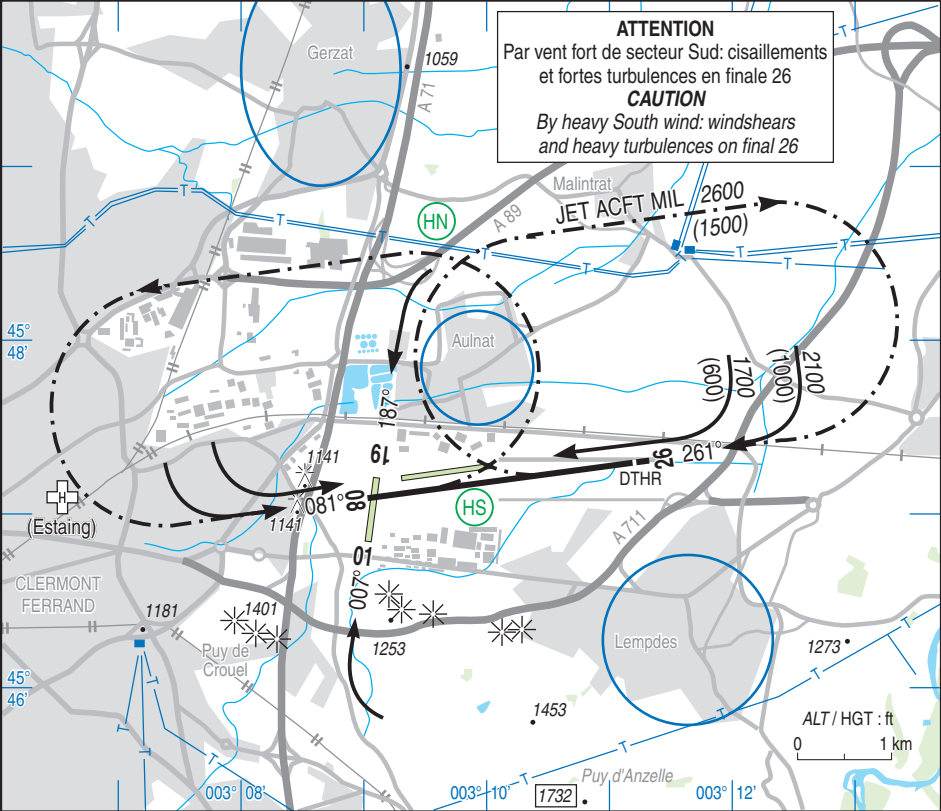 ATTENTION
Par vent fort de secteur Sud: cisaillements
et fortes turbulences en finale 26
CAUTION
By heavy South wind: windshears
and heavy turbulences on final 26
Gerzat
1059
A 71
T
T
T
Malintrat
JET ACFT MIL 2600
(1500)
A 89
HN
T
T
T
T
T
T
T
45°
48'
Aulnat
187°
1700
(600)
2100
(1000)
19
261°
26
DTHR
1141
081°
08
1141
H
(Estaing)
HS
A 711
01
007°
CLERMONT
FERRAND
1181
1401
Puy de
Crouel
1253
Lempdes
1273
45°
46'
1453
T
T
T
T
T
T
T
ALT / HGT : ft
0 1 km
Puy d'Anzelle
1732
003° 08'
003° 10'
003° 12'